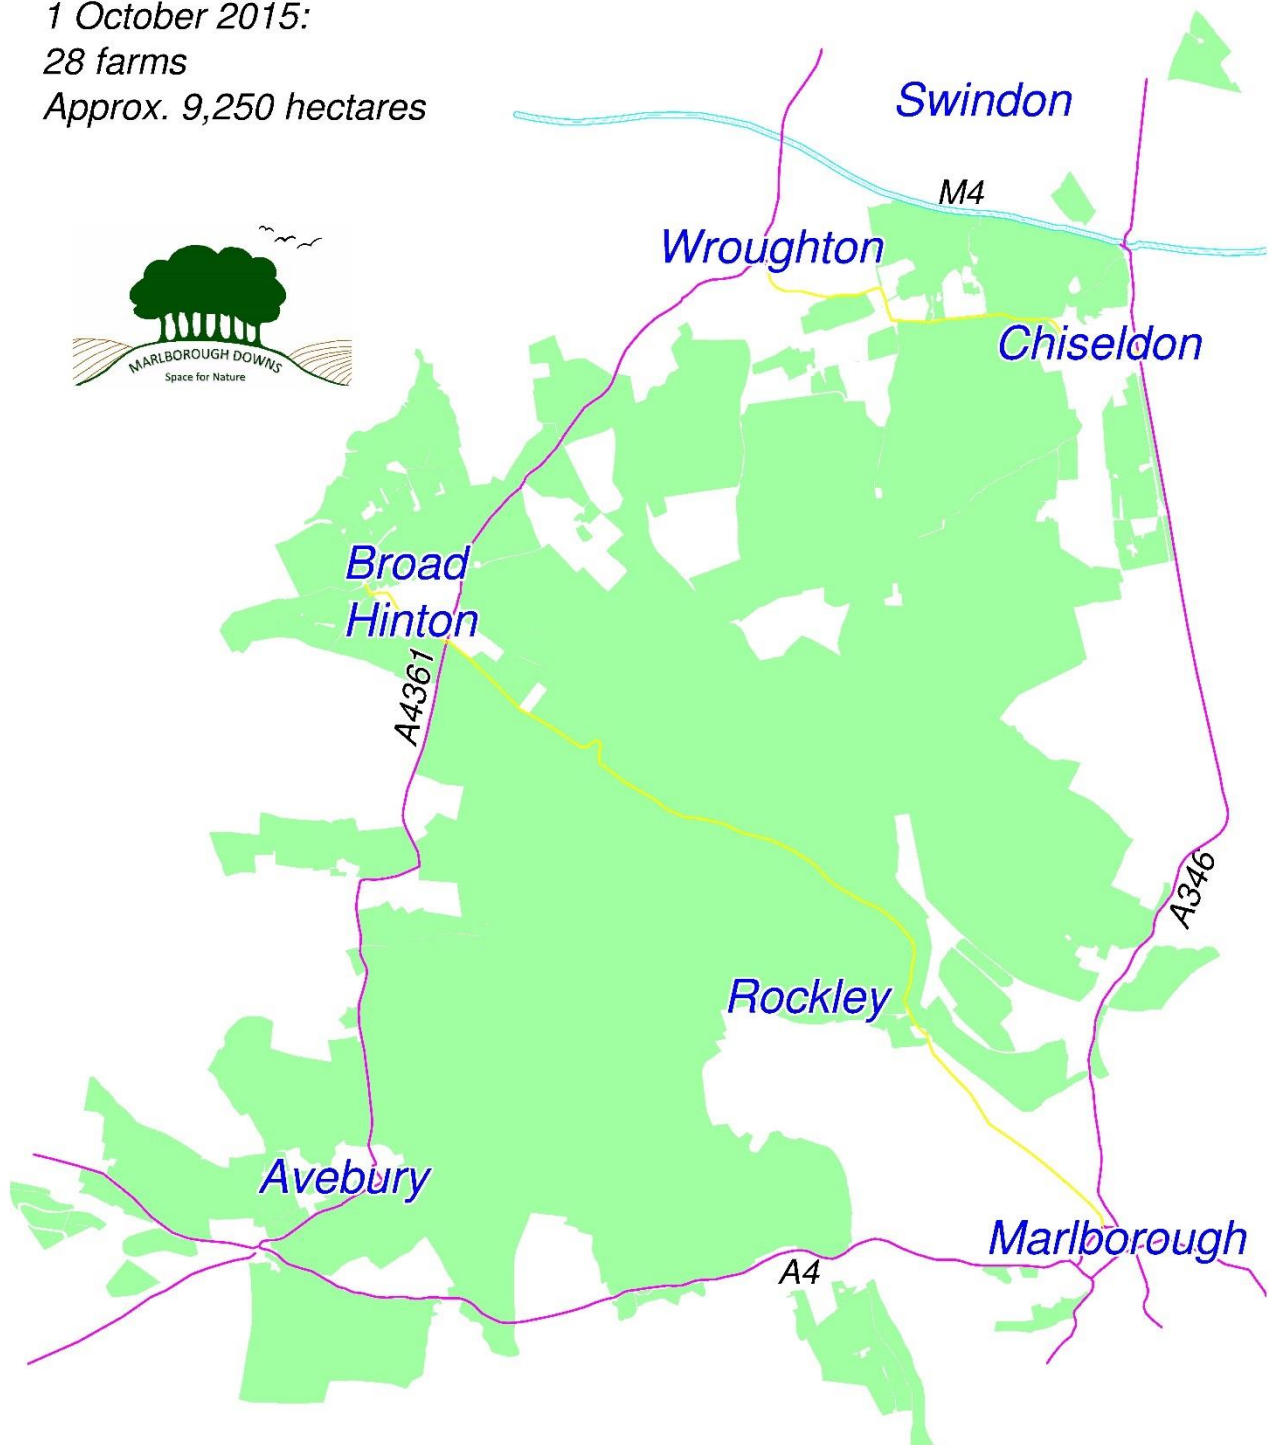 1 October 2015:
28 farms
Approx. 9,250 hectares
Swindon
M4
Wroughton
Chiseldon
MARLBOROUGH DOWNS
Space for Nature
Broad
Hinton
A4361
A346
Rockley
Avebury
Marlborough
A4